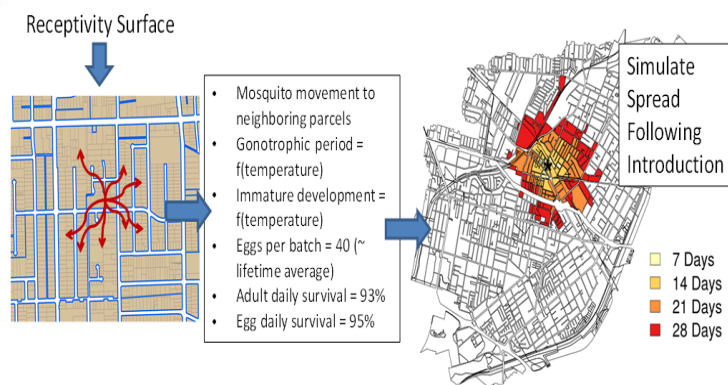 Receptivity Surface
• Mosquito movement to
neighboring parcels
• Gonotrophic period =
f(temperature)
• Immature development =
f(temperature)
• Eggs per batch = 40 (~
lifetime average)
• Adult daily survival = 93%
• Egg daily survival = 95%
Simulate
Spread
Following
Introduction
7 Days
14 Days
21 Days
28 Days